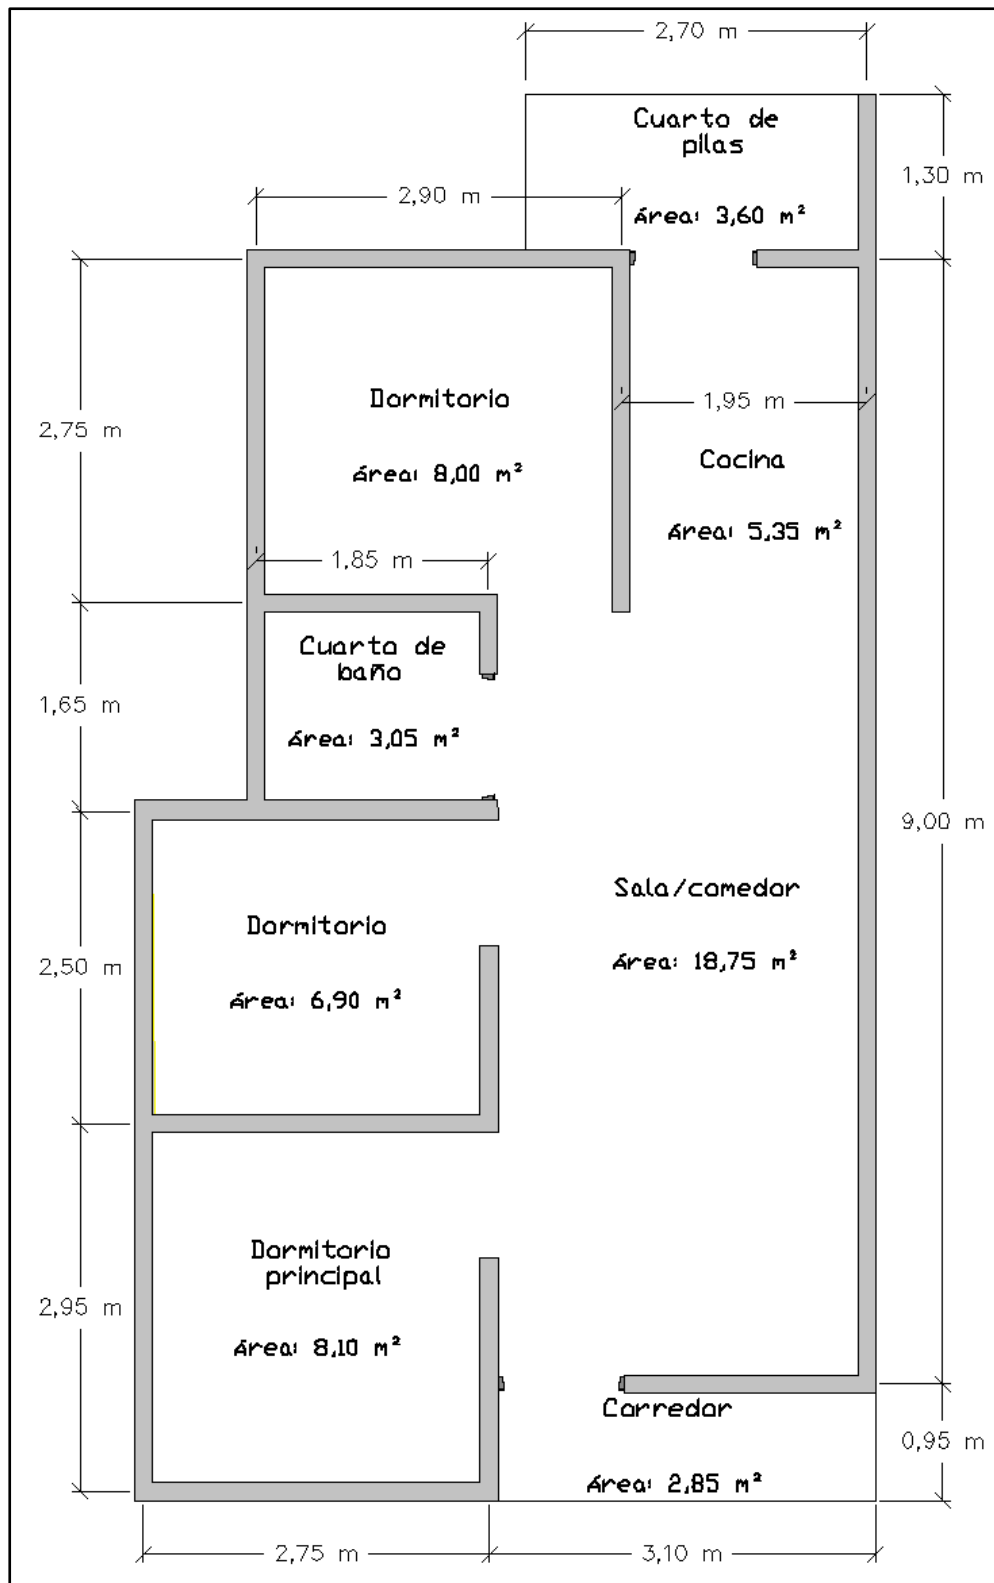 2,70 m
Cuarto de
pilas
1,30 m
2,90 m
Área: 3,60 m²
Dormitorio
1,95 m
2,75 m
Cocina
Área: 8,00 m²
Área: 5,35 m²
1,85 m
Cuarto de
baño
1,65 m
Área: 3,05 m²
9,00 m
Sala/comedor
Dormitorio
2,50 m
Área: 18,75 m²
Área: 6,90 m²
Dormitorio
principal
2,95 m
Área: 8,10 m²
Corredor
0,95 m
Área: 2,85 m²
2,75 m
3,10 m